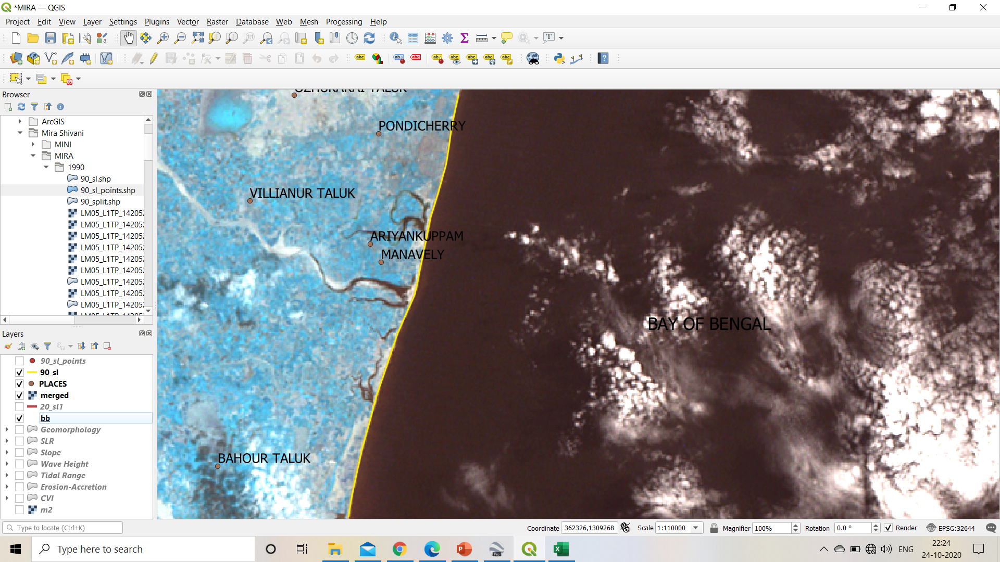 *MIRA — QGIS
Project Edit View Layer Settings Plugins Vector Raster Database Web Mesh Processing Help
Browser
ArcGIS
Mira Shivani
MINI
MIRA
1990
90_sl.shp
90_sl_points.shp
90_split.shp
LM05_L1TP_14205
LM05_L1TP_14205
LM05_L1TP_14205
LM05_L1TP_14205
LM05_L1TP_14205
LM05_L1TP_14205
LM05_L1TP_14205
LM05_L1TP_14205
LM05_L1TP_14205
LM05_L1TP_14205
Layers
90_sl_points
90_sl
PLACES
merged
20_sl1
bb
Geomorphology
SLR
Slope
Wave Height
Tidal Range
Erosion-Accretion
CVI
m2
OZHUKARAI TALUK
PONDICHERRY
VILLIANUR TALUK
ARIYANKUPPAM
MANAVELY
BAY OF BENGAL
BAHOUR TALUK
Type to locate (Ctrl+K) Coordinate 362326,1309268 Scale 1:110000 Magnifier 100% Rotation 0.0 ° Render EPSG:32644
Type here to search
ENG
22:24
24-10-2020